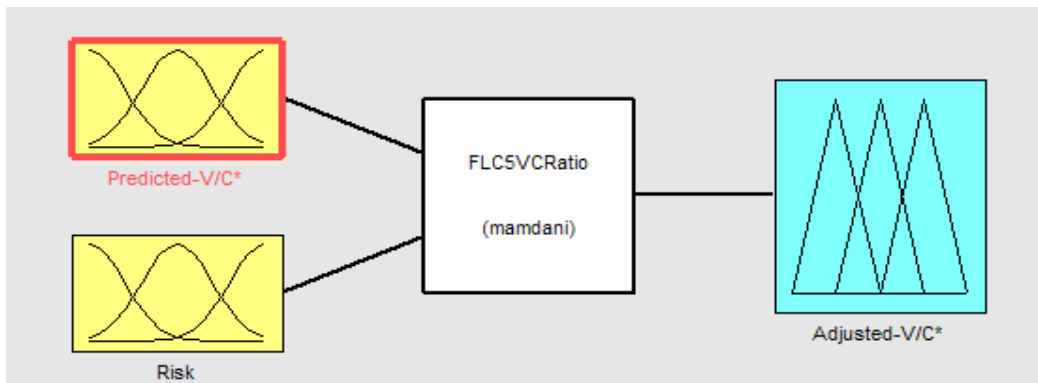 Predicted-V/C*
FLC5VCRatio
(mamdani)
Risk
Adjusted-V/C*